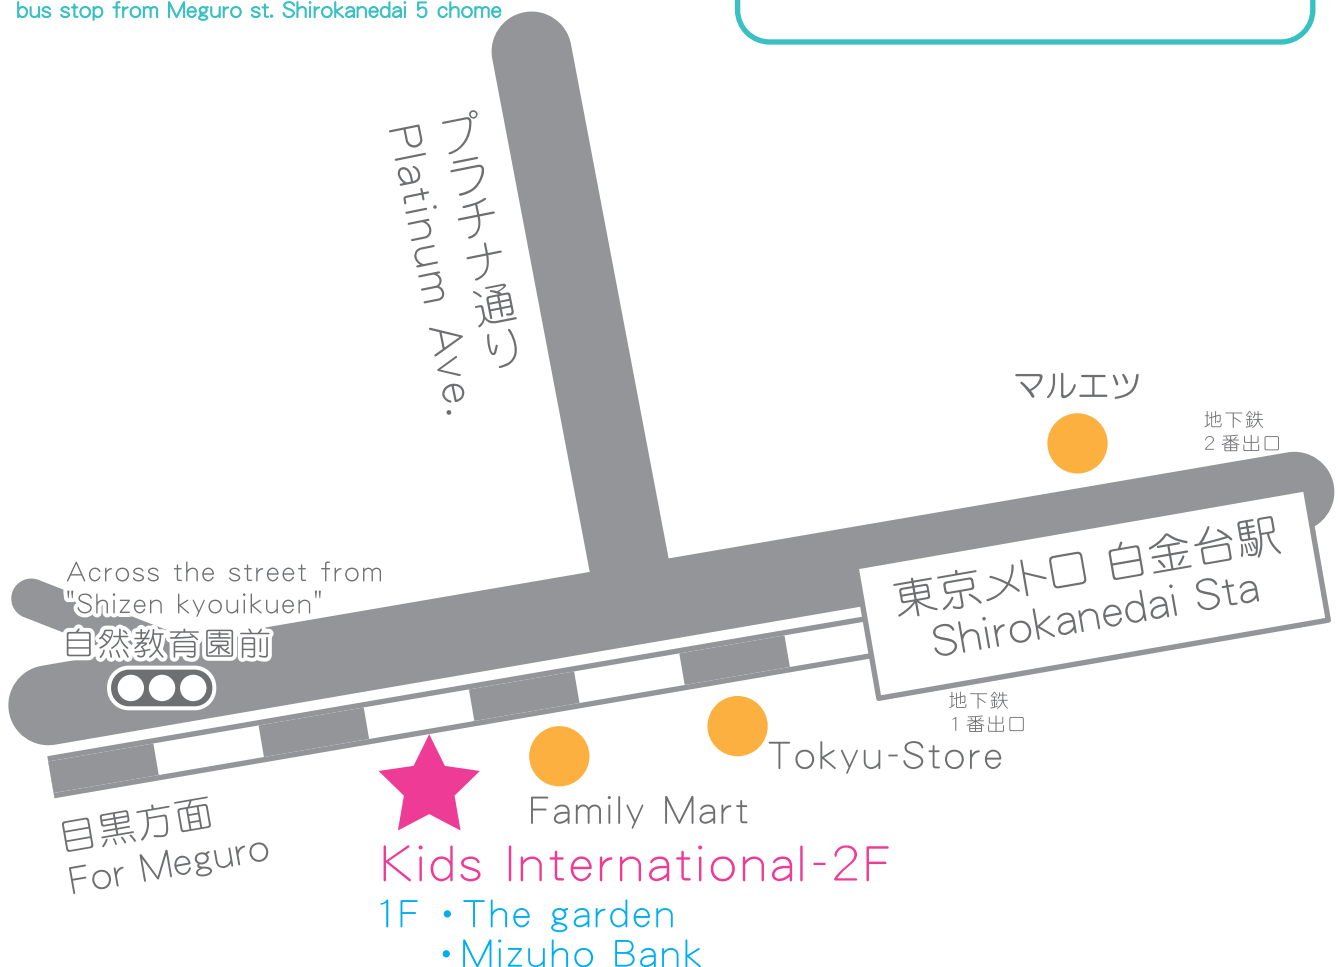 bus stop from Meguro st. Shirokanedai 5 chome
プラチナ通り
Platinum Ave.
マルエツ
地下鉄
2番出口
東京メトロ 白金台駅
Shirokanedai Sta
Across the street from
"Shizen kyouikuen"
自然教育園前
地下鉄
1番出口
Tokyu-Store
Family Mart
目黒方面
For Meguro
Kids International-2F
1F ・The garden
・Mizuho Bank